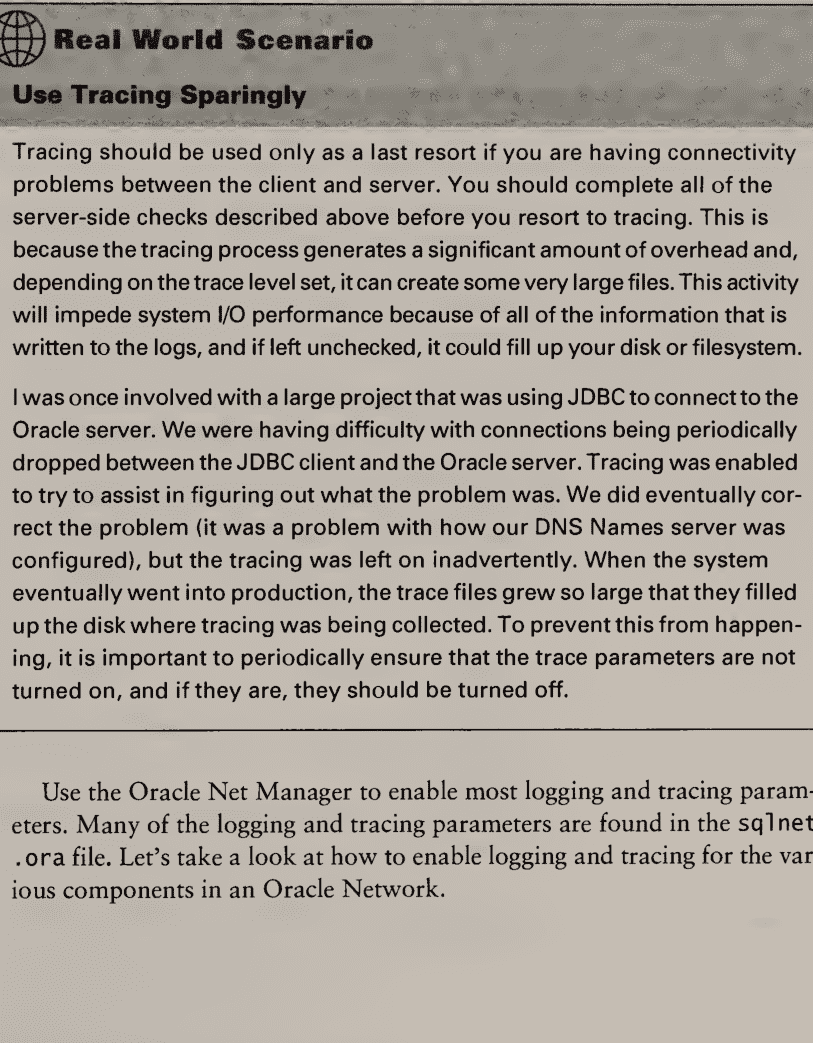 Real World Scenario
Use Tracing Sparingly
Tracing should be used only as a last resort if you are having connectivity
problems between the client and server. You should complete all of the
server-side checks described above before you resort to tracing. This is
because the tracing process generates a significant amount of overhead and,
depending on the trace level set, it can create some very large files. This activity
will impede system I/O performance because of all of the information that is
written to the logs, and if left unchecked, it could fill up your disk or filesystem.
I was once involved with a large project that was using JDBC to connect to the
Oracle server. We were having difficulty with connections being periodically
dropped between the JDBC client and the Oracle server. Tracing was enabled
to try to assist in figuring out what the problem was. We did eventually cor-
rect the problem (it was a problem with how our DNS Names server was
configured), but the tracing was left on inadvertently. When the system
eventually went into production, the trace files grew so large that they filled
up the disk where tracing was being collected. To prevent this from happen-
ing, it is important to periodically ensure that the trace parameters are not
turned on, and if they are, they should be turned off.
Use the Oracle Net Manager to enable most logging and tracing param-
eters. Many of the logging and tracing parameters are found in the sqlnet
.ora file. Let's take a look at how to enable logging and tracing for the var
ious components in an Oracle Network.